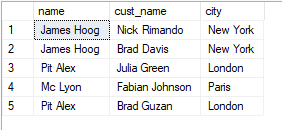 name cust_name city
1 James Hoog Nick Rimando New York
2 James Hoog Brad Davis New York
3 Pit Alex Julia Green London
4 Mc Lyon Fabian Johnson Paris
5 Pit Alex Brad Guzan London